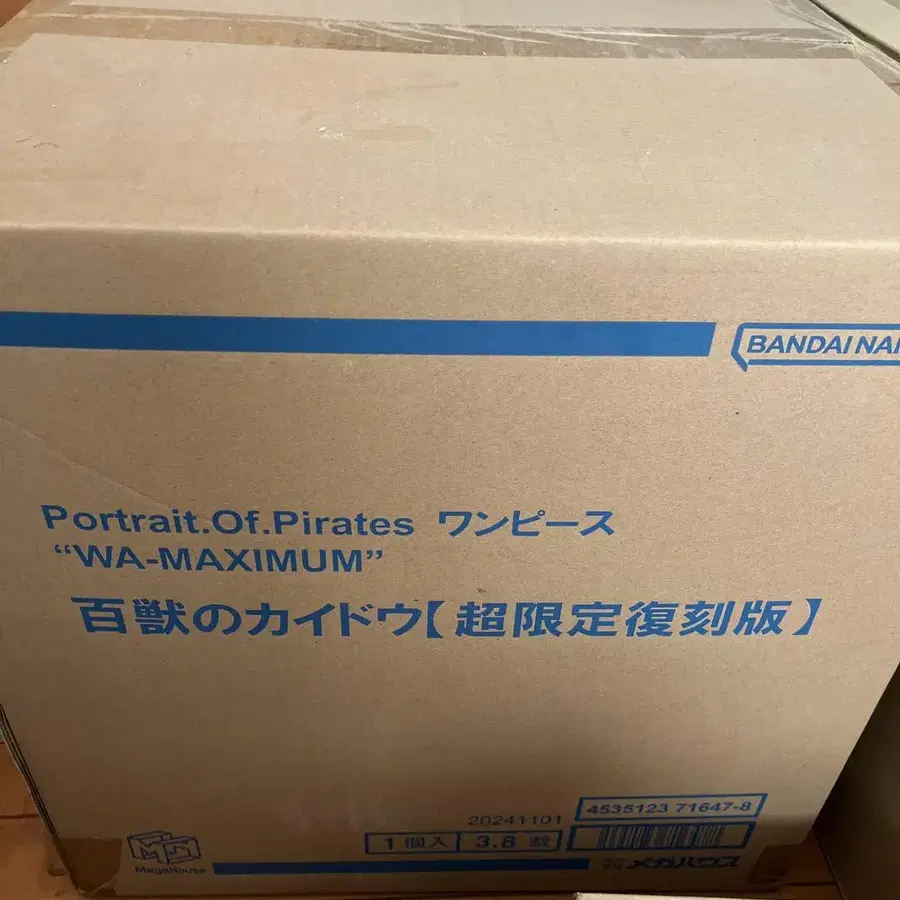 BANDAI NA
Portrait.Of.Pirates ワンピース
“WA-MAXIMUM”
百獣のカイドウ【超限定復刻版】
20241101
4535123 71647-8
1個入 3.8 裁
MegaHouse
メガハウス